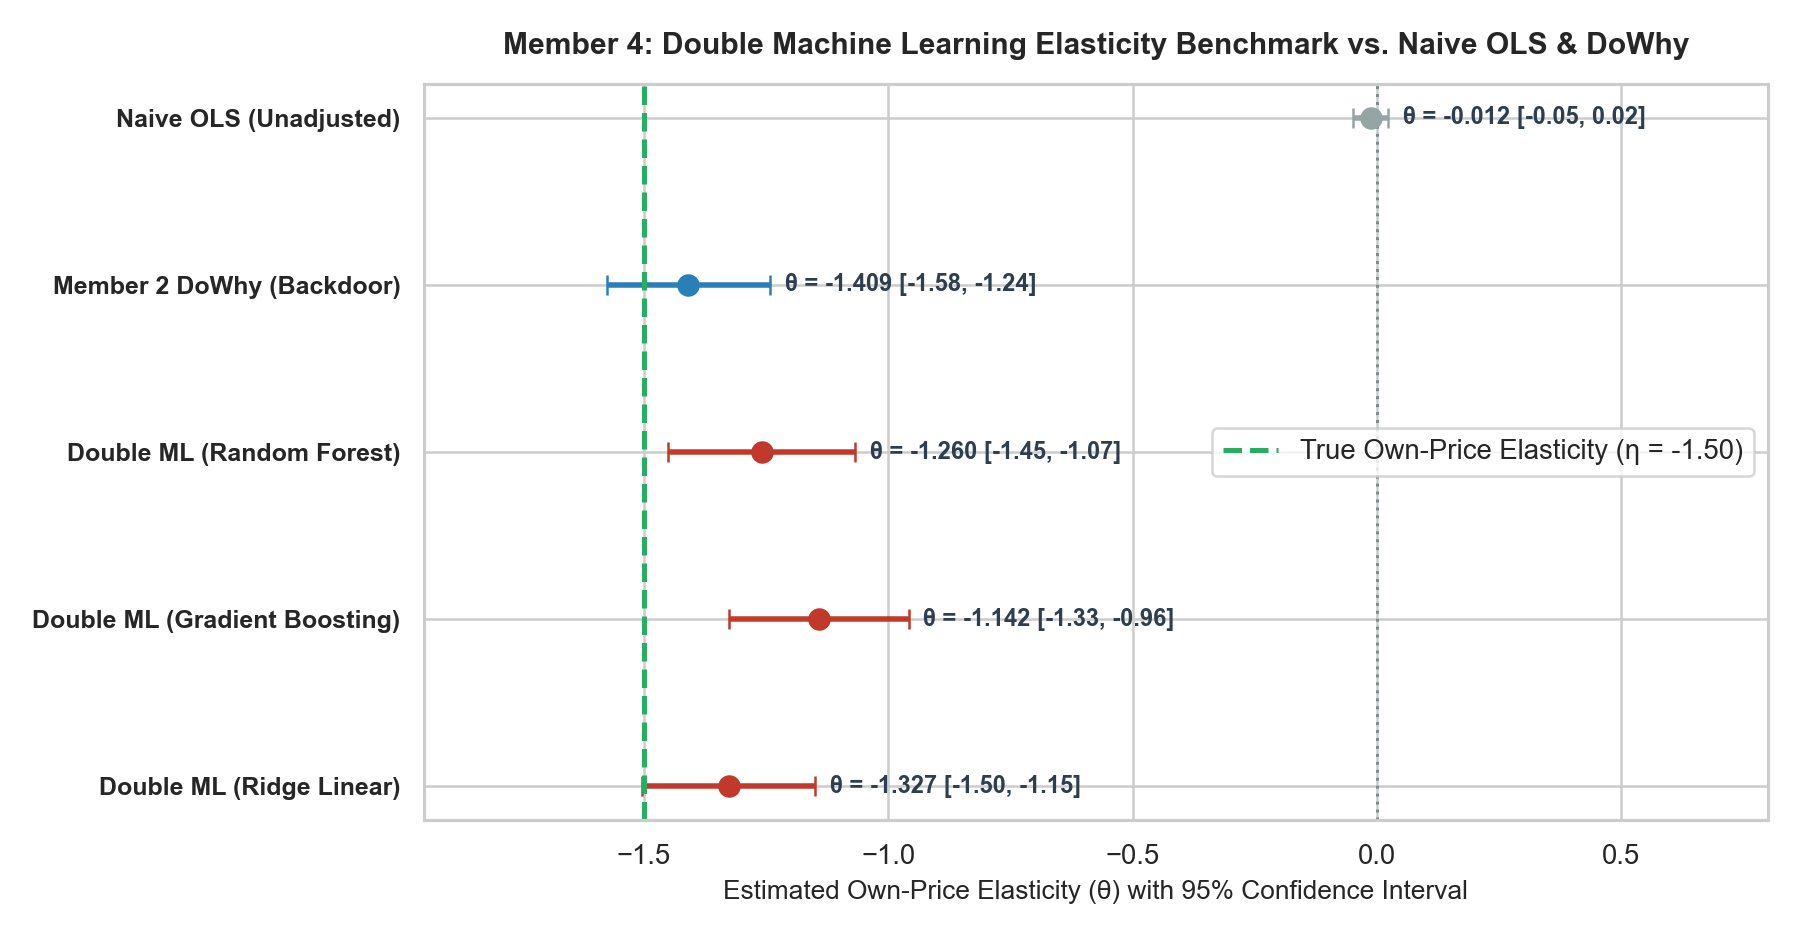 Member 4: Double Machine Learning Elasticity Benchmark vs. Naive OLS & DoWhy
Naive OLS (Unadjusted)
θ = -0.012 [-0.05, 0.02]
Member 2 DoWhy (Backdoor)
θ = -1.409 [-1.58, -1.24]
Double ML (Random Forest)
θ = -1.260 [-1.45, -1.07]
True Own-Price Elasticity (η = -1.50)
Double ML (Gradient Boosting)
θ = -1.142 [-1.33, -0.96]
Double ML (Ridge Linear)
θ = -1.327 [-1.50, -1.15]
−1.5 −1.0 −0.5 0.0 0.5
Estimated Own-Price Elasticity (θ) with 95% Confidence Interval